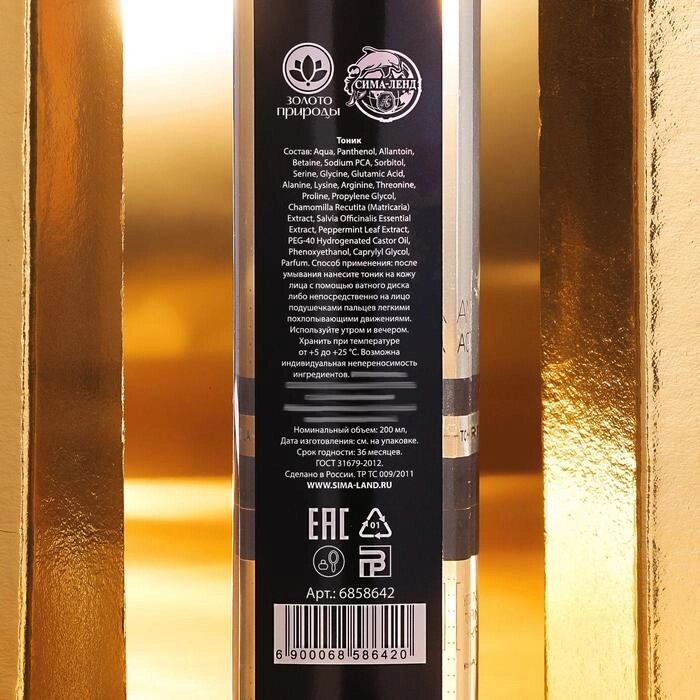 ЗОЛОТО
природы
СИМА-ЛЕНД
Тоник
Состав: Aqua, Panthenol, Allantoin,
Betaine, Sodium PCA, Sorbitol,
Serine, Glycine, Glutamic Acid,
Alanine, Lysine, Arginine, Threonine,
Proline, Propylene Glycol,
Chamomilla Recutita (Matricaria)
Extract, Salvia Officinalis Essential
Extract, Peppermint Leaf Extract,
PEG-40 Hydrogenated Castor Oil,
Phenoxyethanol, Caprylyl Glycol,
Parfum. Способ применения: после
умывания нанесите тоник на кожу
лица с помощью ватного диска
либо непосредственно на лицо
подушечками пальцев легкими
похлопывающими движениями.
Используйте утром и вечером.
Хранить при температуре
от +5 до +25 °C. Возможна
индивидуальная непереносимость
ингредиентов.
Номинальный объем: 200 мл,
Дата изготовления: см. на упаковке.
Срок годности: 36 месяцев.
ГОСТ 31679-2012.
Сделано в России. ТР ТС 009/2011
WWW.SIMA-LAND.RU
EAC
01
Арт.: 6858642
6 900068 586420